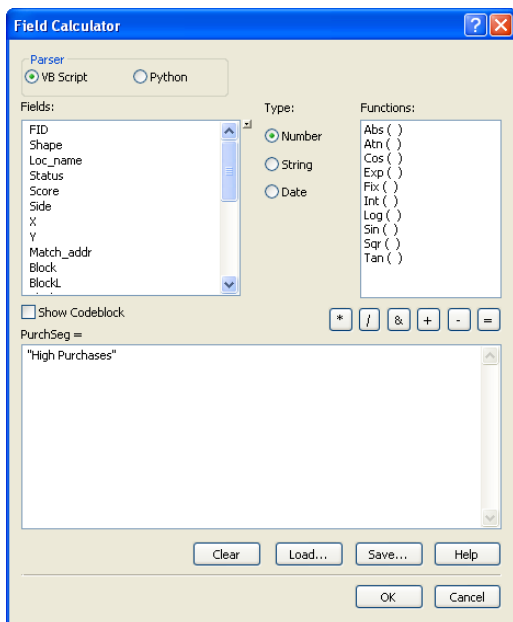 Field Calculator
Parser
VB Script
Python
Fields:
Type:
Functions:
FID
Shape
Loc_name
Status
Score
Side
X
Y
Match_addr
Block
BlockL
Number
String
Date
Abs ( )
Atn ( )
Cos ( )
Exp ( )
Fix ( )
Int ( )
Log ( )
Sin ( )
Sqr ( )
Tan ( )
Show Codeblock
* / & + - =
PurchSeg =
"High Purchases"
Clear
Load...
Save...
Help
OK
Cancel